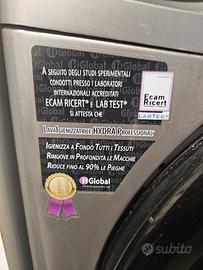 Global
A SEGUITO DEGLI STUDI SPERIMENTALI
CONDOTTI PRESSO I LABORATORI
INTERNAZIONALI ACCREDITATI
ECAM RICERT® E LAB TEST®
SI ATTESTA CHE
Ecam
Ricert
LABTEST
LAVAIGIENIZZATRICE HYDRA PROFESSIONALE
IGIENIZZA A FONDO TUTTI I TESSUTI
RIMUOVE IN PROFONDITÀ LE MACCHIE
RIDUCE FINO AL 90% LE PIEGHE
Global
subito